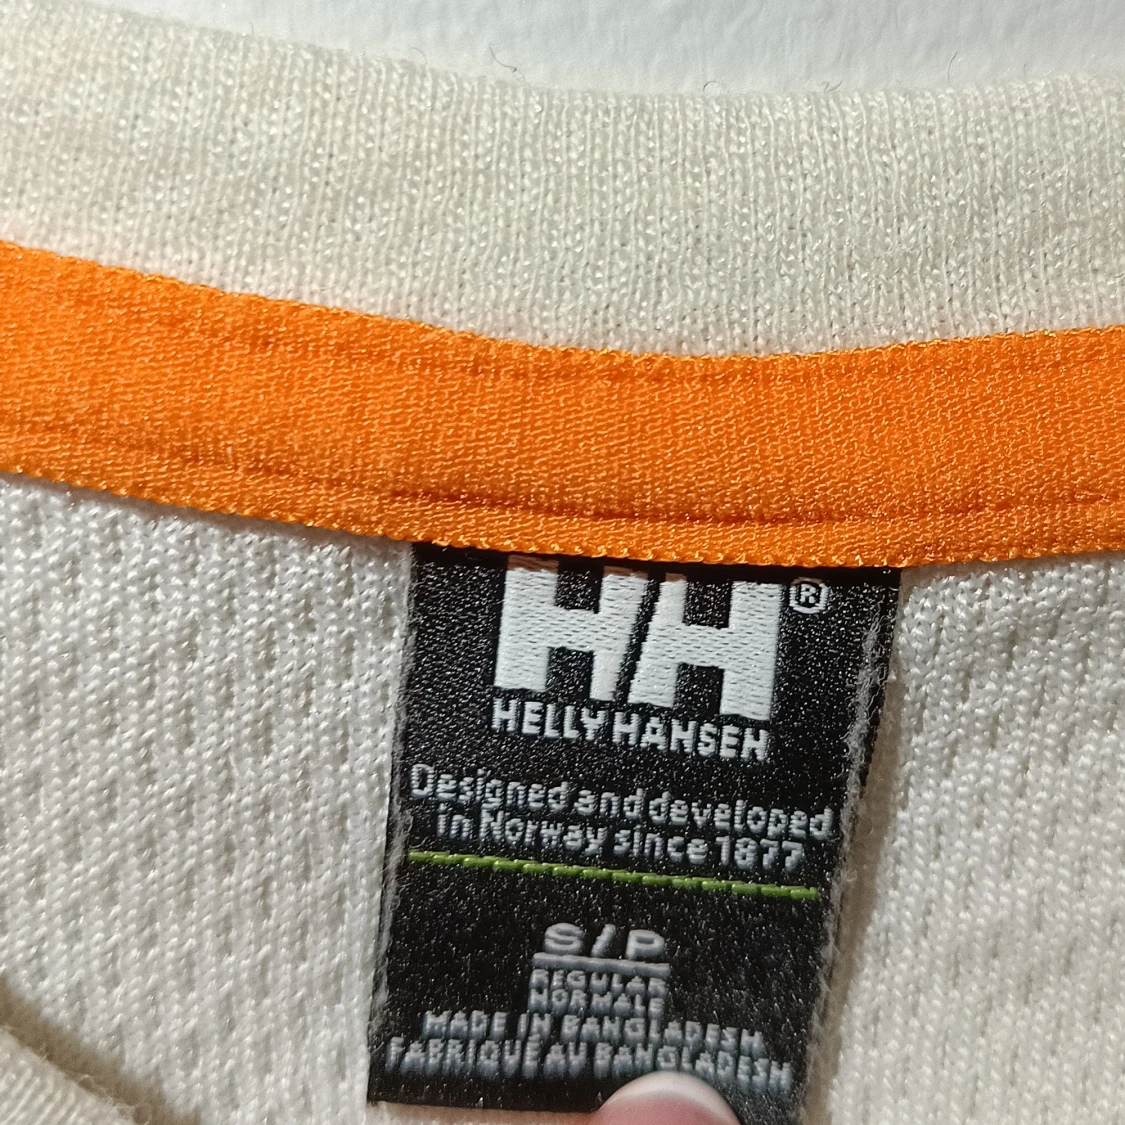 HH®
HELLY HANSEN
Designed and developed
in Norway since 1877
S/P
REGULAR
NORMALE
MADE IN BANGLADESH
FABRIQUÉ AU BANGLADESH